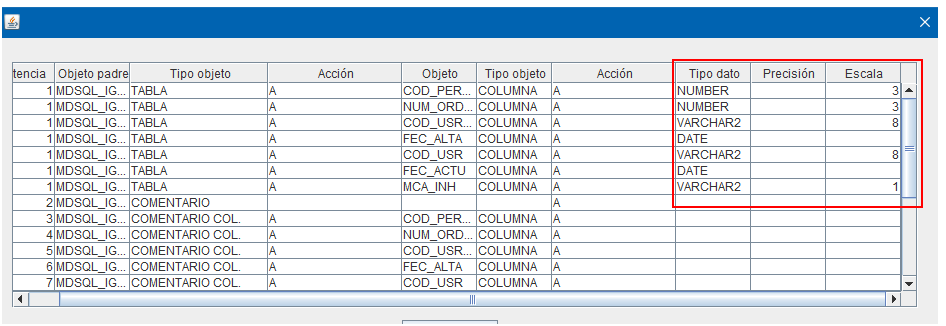 tencia Objeto padre Tipo objeto Acción Objeto Tipo objeto Acción Tipo dato Precisión Escala
1 MDSQL_IG... TABLA A COD_PER... COLUMNA A NUMBER 3
1 MDSQL_IG... TABLA A NUM_ORD... COLUMNA A NUMBER 3
1 MDSQL_IG... TABLA A COD_USR... COLUMNA A VARCHAR2 8
1 MDSQL_IG... TABLA A FEC_ALTA COLUMNA A DATE
1 MDSQL_IG... TABLA A COD_USR COLUMNA A VARCHAR2 8
1 MDSQL_IG... TABLA A FEC_ACTU COLUMNA A DATE
1 MDSQL_IG... TABLA A MCA_INH COLUMNA A VARCHAR2 1
2 MDSQL_IG... COMENTARIO A
3 MDSQL_IG... COMENTARIO COL. A COD_PER... COLUMNA A
4 MDSQL_IG... COMENTARIO COL. A NUM_ORD... COLUMNA A
5 MDSQL_IG... COMENTARIO COL. A COD_USR... COLUMNA A
6 MDSQL_IG... COMENTARIO COL. A FEC_ALTA COLUMNA A
7 MDSQL_IG... COMENTARIO COL. A COD_USR COLUMNA A